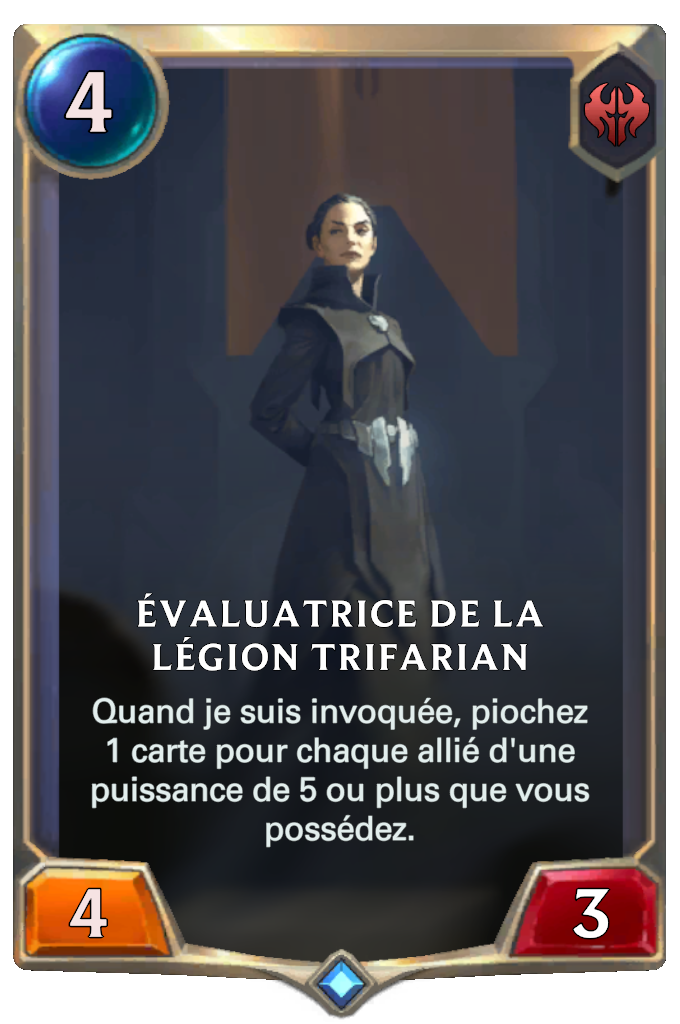 4
ÉVALUATRICE DE LA
LÉGION TRIFARIAN
Quand je suis invoquée, piochez
1 carte pour chaque allié d'une
puissance de 5 ou plus que vous
possédez.
4
3